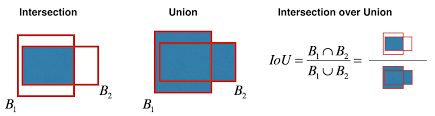 Intersection
Union
Intersection over Union
B₁
B₂
B₁
B₂
IoU = B₁ ∩ B₂ / B₁ ∪ B₂ =